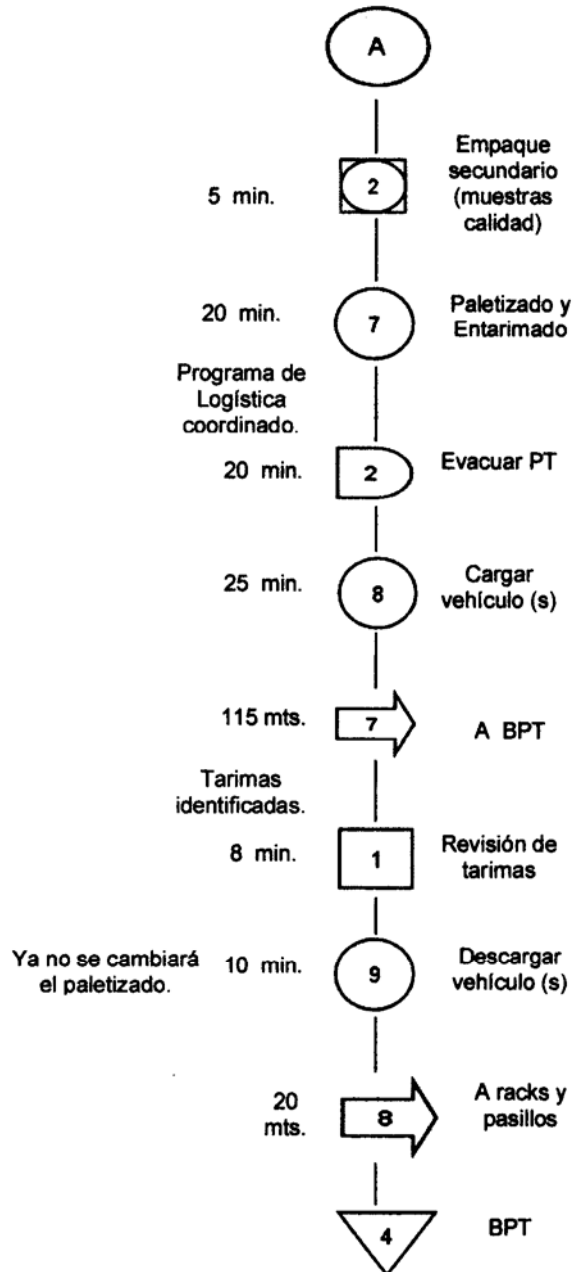 A
5 min.
2
Empaque
secundario
(muestras
calidad)
20 min.
7
Paletizado y
Entarimado
Programa de
Logística
coordinado.
20 min.
2
Evacuar PT
25 min.
8
Cargar
vehículo (s)
115 mts.
7
A BPT
Tarimas
identificadas.
8 min.
1
Revisión de
tarimas
Ya no se cambiará
el paletizado.
10 min.
9
Descargar
vehículo (s)
20
mts.
8
A racks y
pasillos
4
BPT